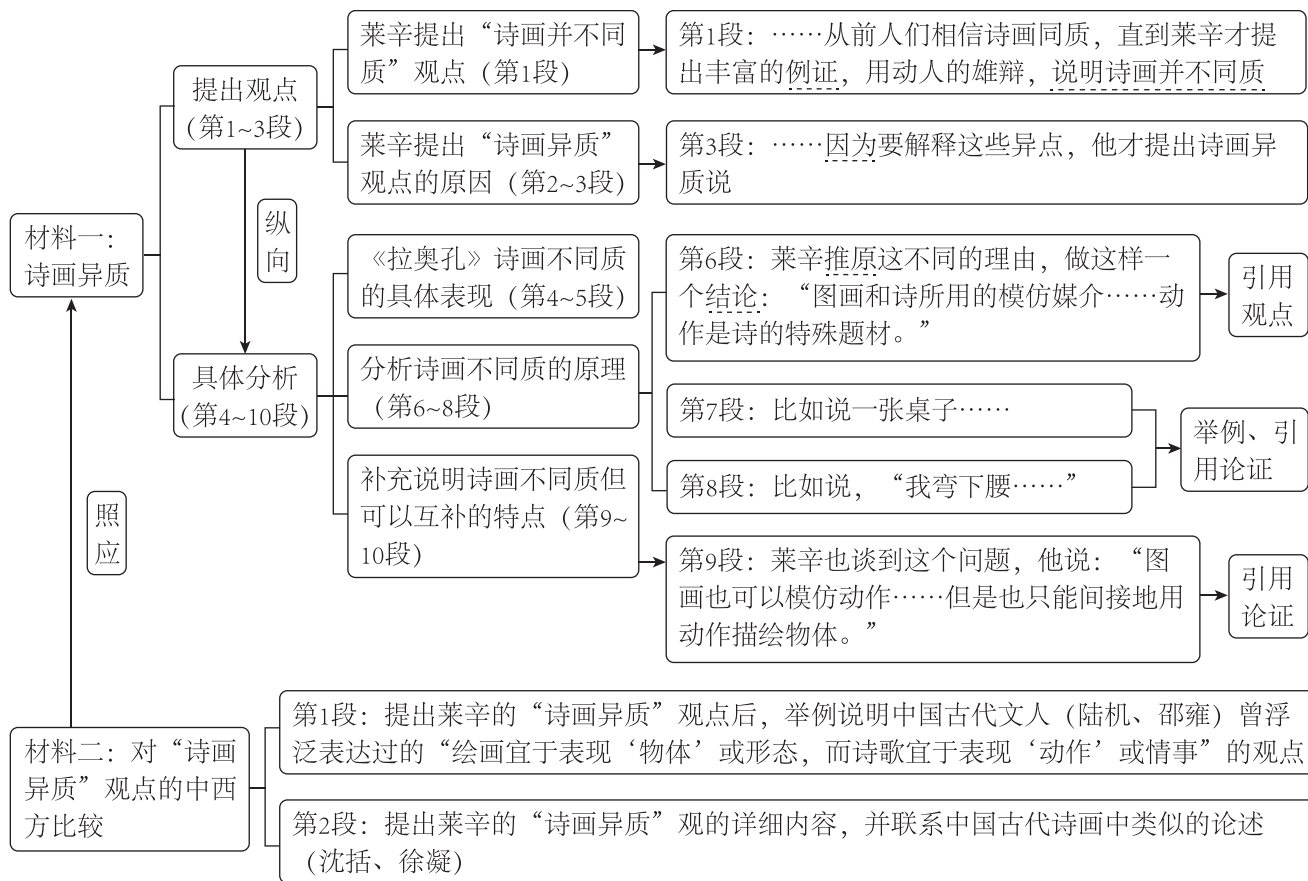 莱辛提出“诗画并不同
质”观点（第1段）
第1段：……从前人们相信诗画同质，直到莱辛才提
出丰富的例证，用动人的雄辩，说明诗画并不同质
提出观点
(第1~3段)
莱辛提出“诗画异质”
观点的原因（第2~3段）
第3段：……因为要解释这些异点，他才提出诗画异
质说
材料一：
诗画异质
纵
向
《拉奥孔》诗画不同质
的具体表现（第4~5段）
第6段：莱辛推原这不同的理由，做这样一
个结论：“图画和诗所用的模仿媒介……动
作是诗的特殊题材。”
引用
观点
具体分析
(第4~10段)
分析诗画不同质的原理
（第6~8段）
第7段：比如说一张桌子……
第8段：比如说，“我弯下腰……”
举例、引
用论证
补充说明诗画不同质但
可以互补的特点（第9~
10段）
第9段：莱辛也谈到这个问题，他说：“图
画也可以模仿动作……但是也只能间接地用
动作描绘物体。”
引用
论证
照
应
材料二：对“诗画
异质”观点的中西
方比较
第1段：提出莱辛的“诗画异质”观点后，举例说明中国古代文人（陆机、邵雍）曾浮
泛表达过的“绘画宜于表现‘物体’或形态，而诗歌宜于表现‘动作’或情事”的观点
第2段：提出莱辛的“诗画异质”观的详细内容，并联系中国古代诗画中类似的论述
（沈括、徐凝）